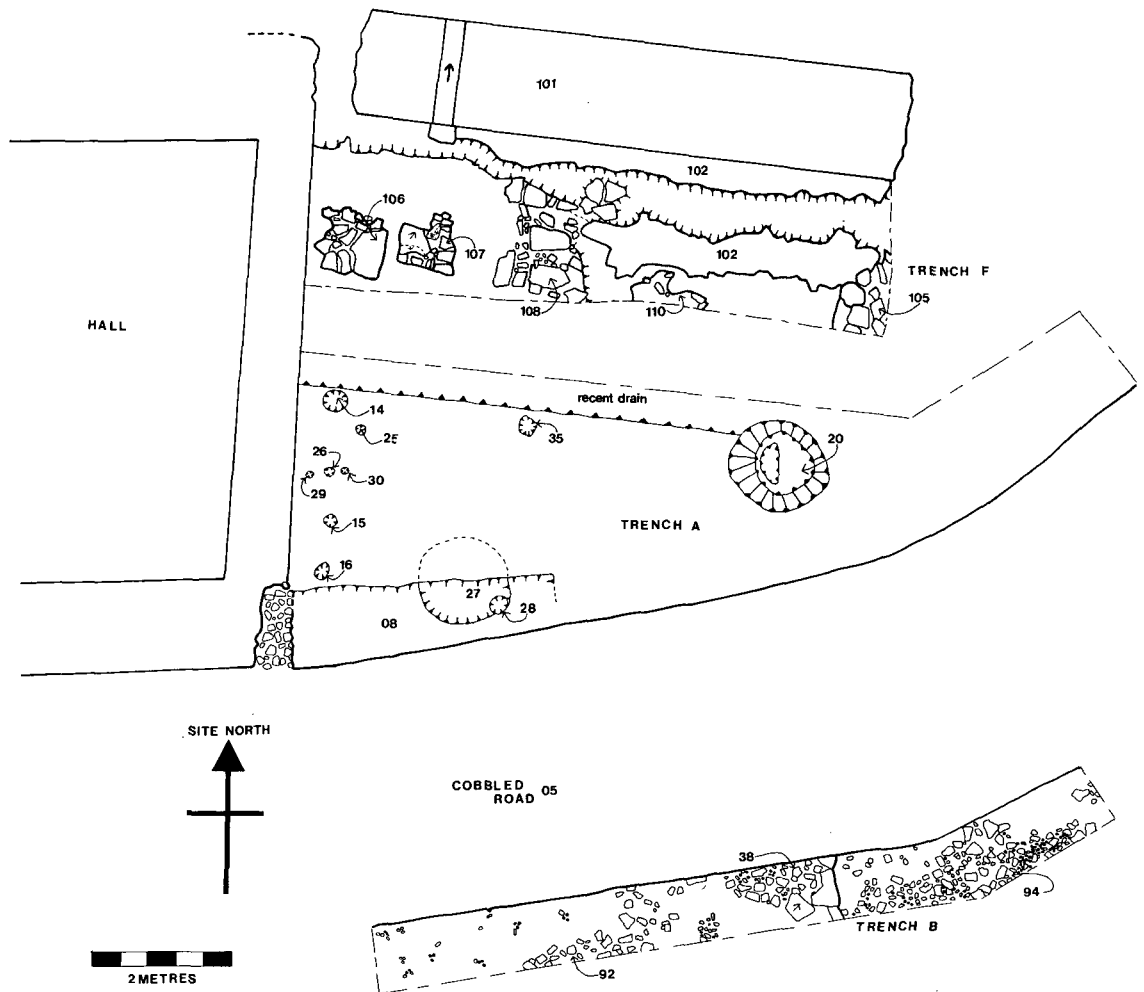 101
102
106
107
102
TRENCH F
HALL
108
110
105
recent drain
14
25
35
20
26
30
29
TRENCH A
15
16
27
28
08
SITE NORTH
COBBLED
ROAD 05
38
94
TRENCH B
92
2 METRES